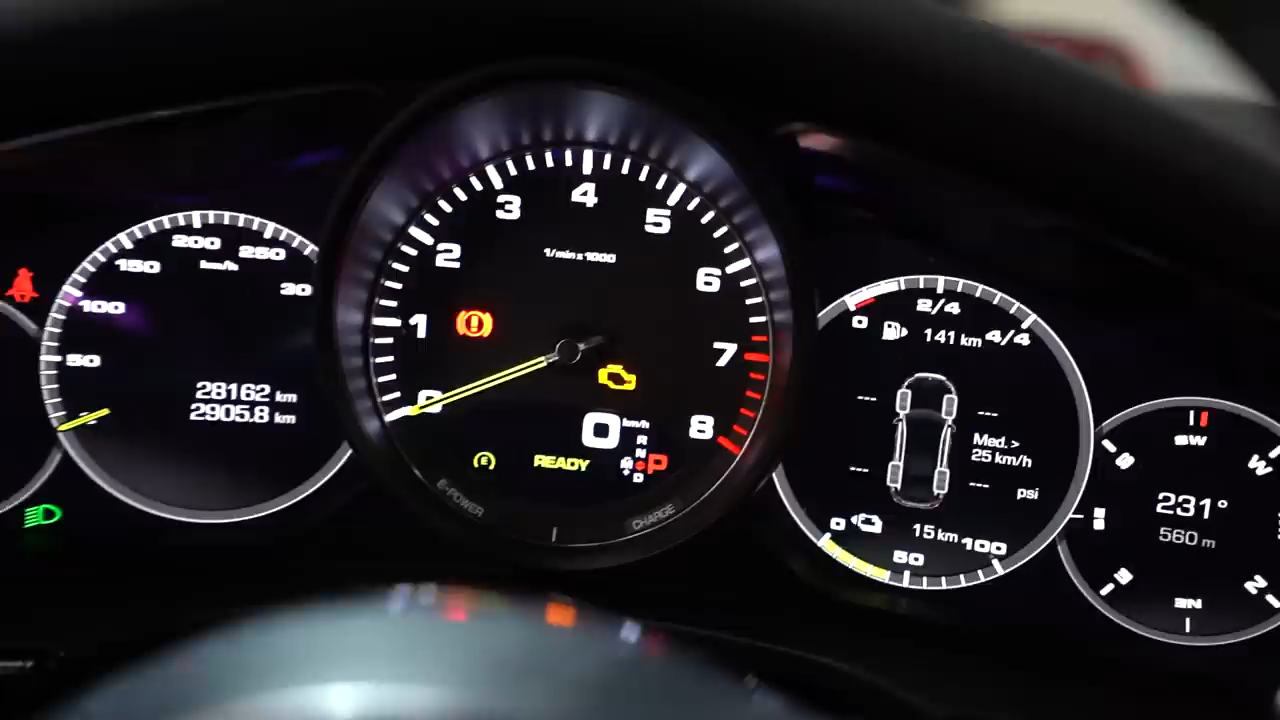 50
100
150
200
250
30
km/h
28162 km
2905.8 km
0
1
2
3
4
5
6
7
8
1/min x 1000
0 km/h
READY
E
R
N
D
M
+
P
E-POWER
CHARGE
0
2/4
4/4
141 km
---
---
Med. >
25 km/h
---
--- psi
15 km
0
50
100
SW
W
231°
560 m